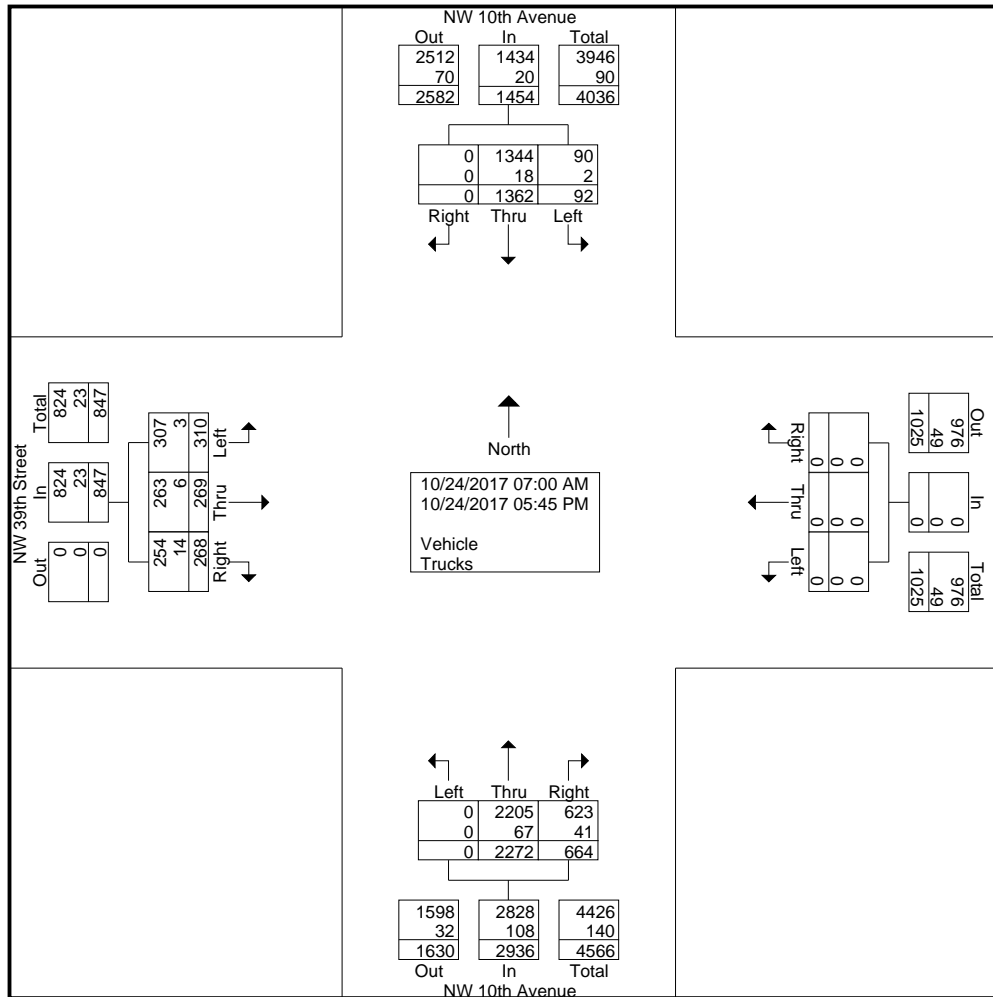 NW 10th Avenue
Out In Total
2512 1434 3946
70 20 90
2582 1454 4036
0 1344 90
0 18 2
0 1362 92
Right Thru Left
NW 39th Street
Total In Out
824 824 0
23 23 0
847 847 0
307 263 254
3 6 14
310 269 268
Left Thru Right
North
10/24/2017 07:00 AM
10/24/2017 05:45 PM
Vehicle
Trucks
Right Thru Left
0 0 0
0 0 0
0 0 0
Out In Total
976 0 976
49 0 49
1025 0 1025
Left Thru Right
0 2205 623
0 67 41
0 2272 664
1598 2828 4426
32 108 140
1630 2936 4566
Out In Total
NW 10th Avenue